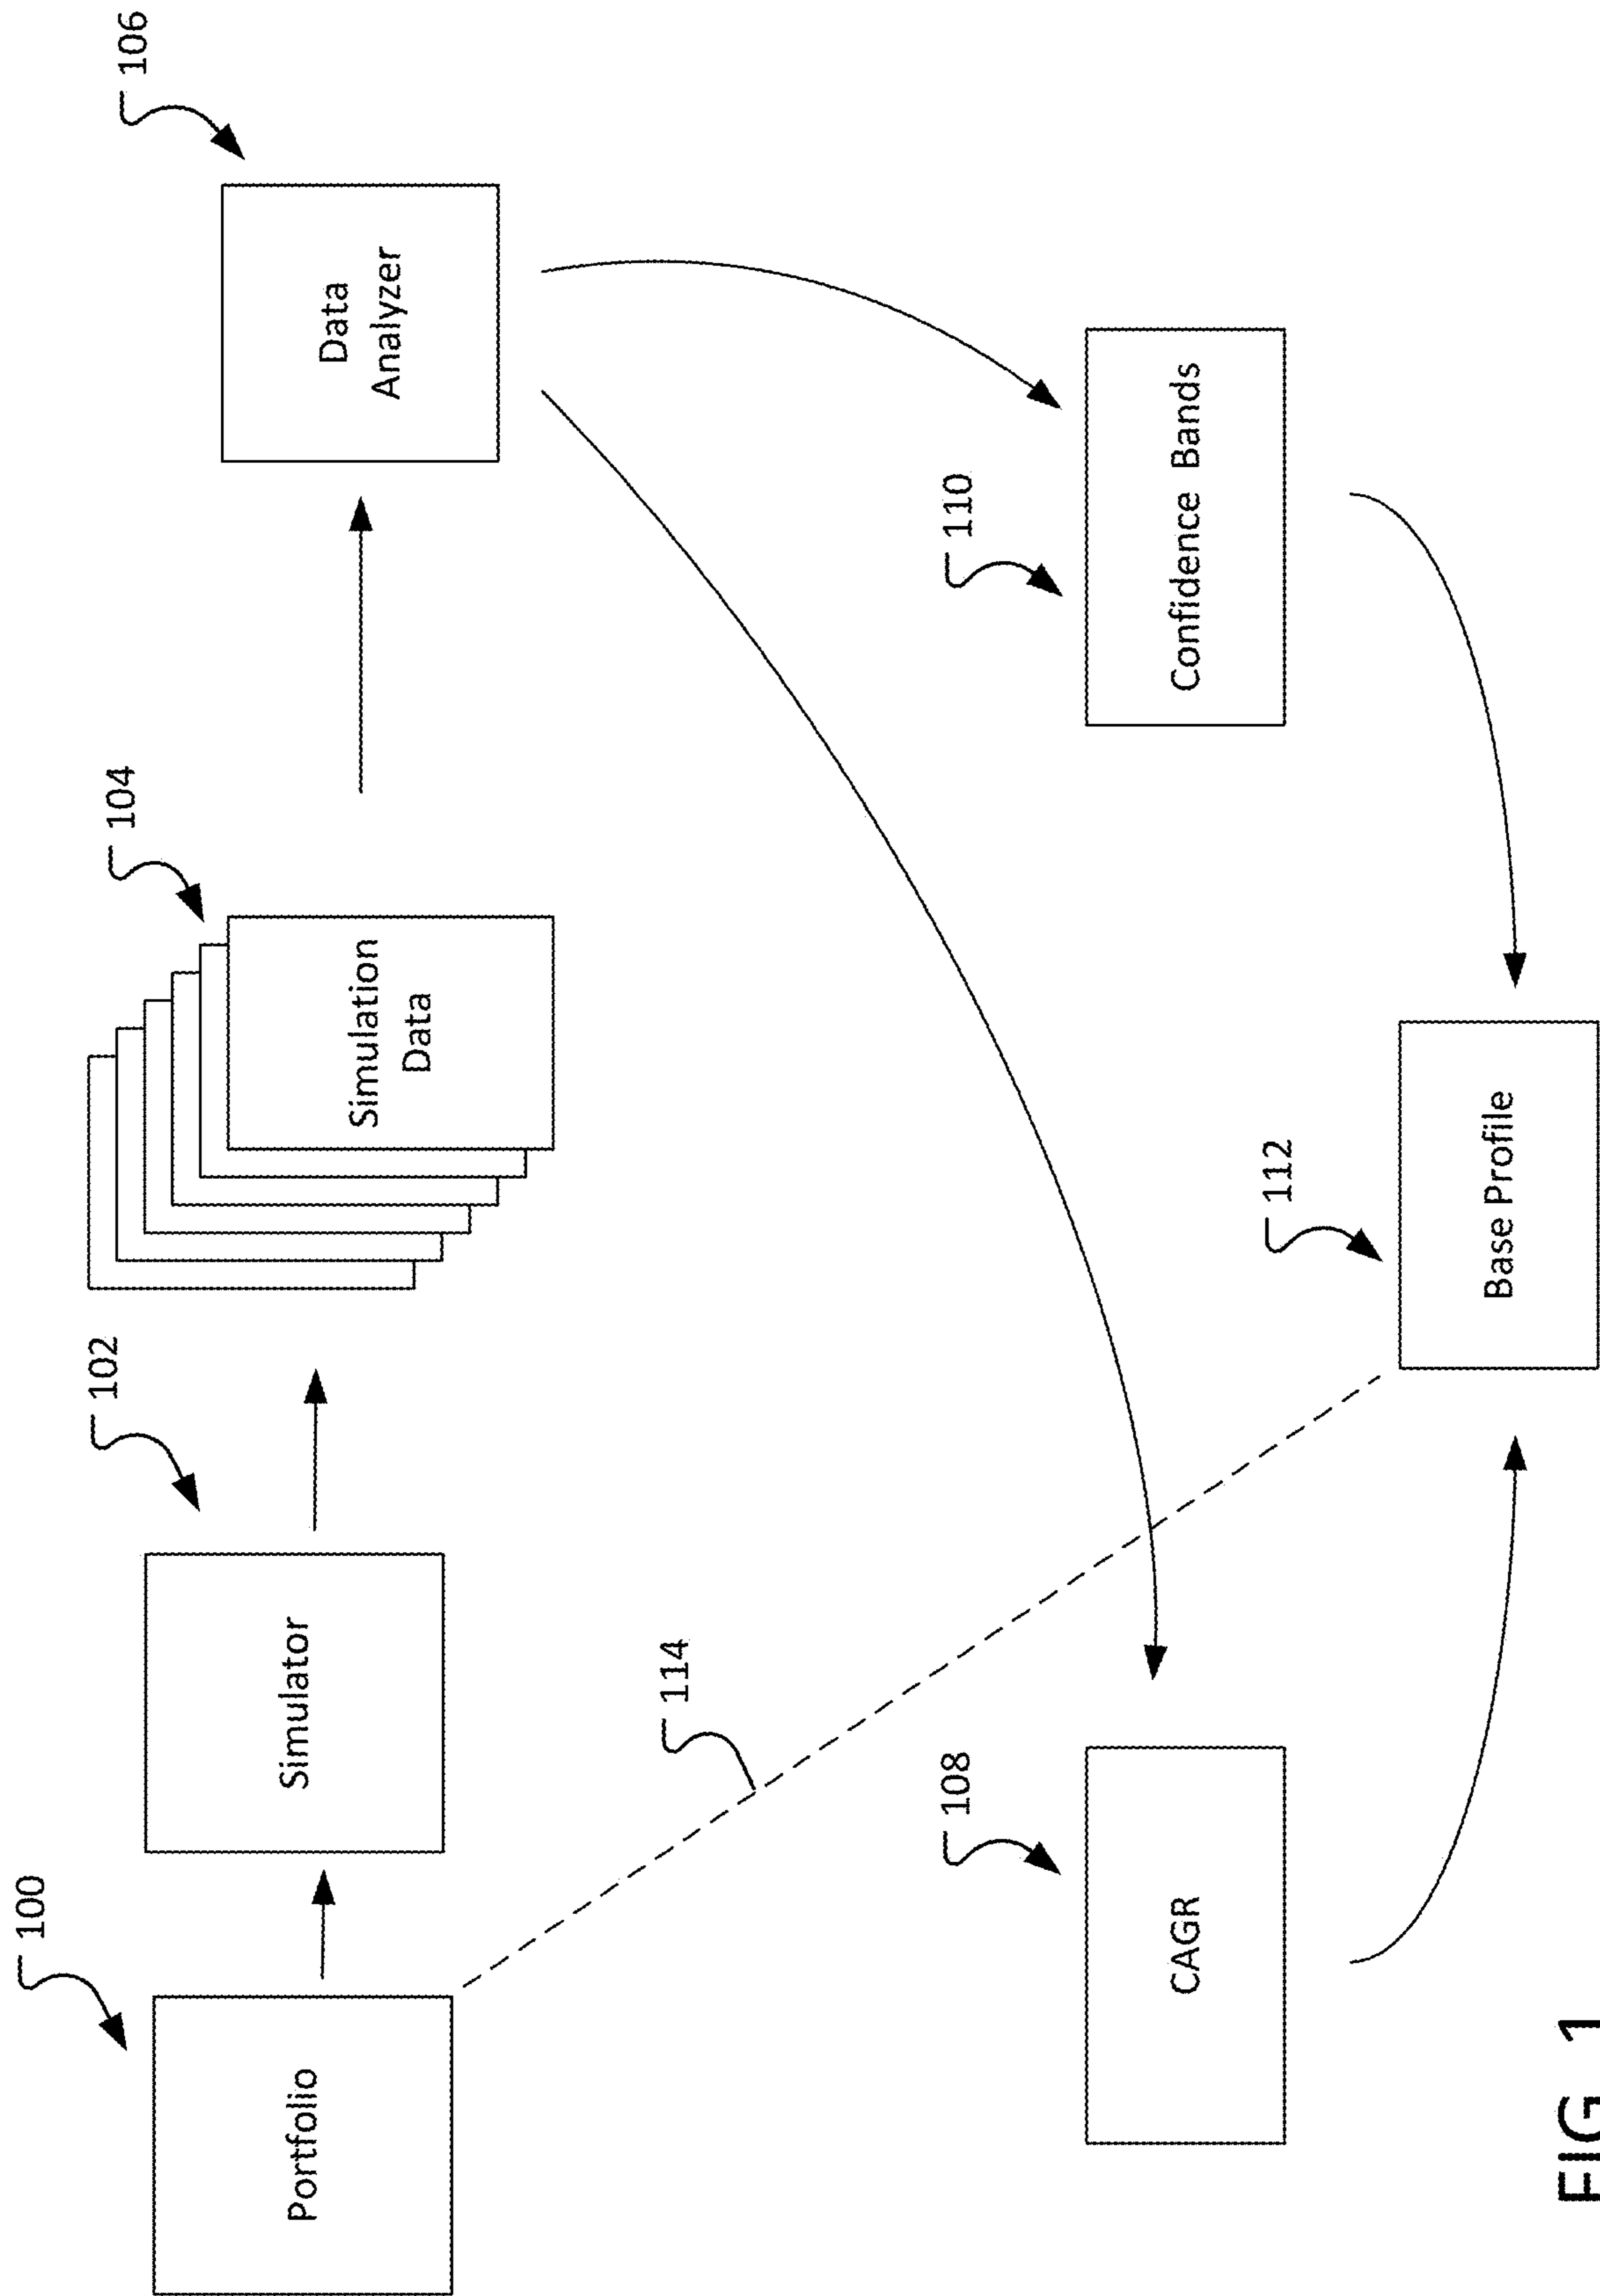 100
102
104
106
Portfolio
Simulator
Simulation
Data
Data
Analyzer
114
108
110
CAGR
Confidence Bands
112
Base Profile
FIG. 1